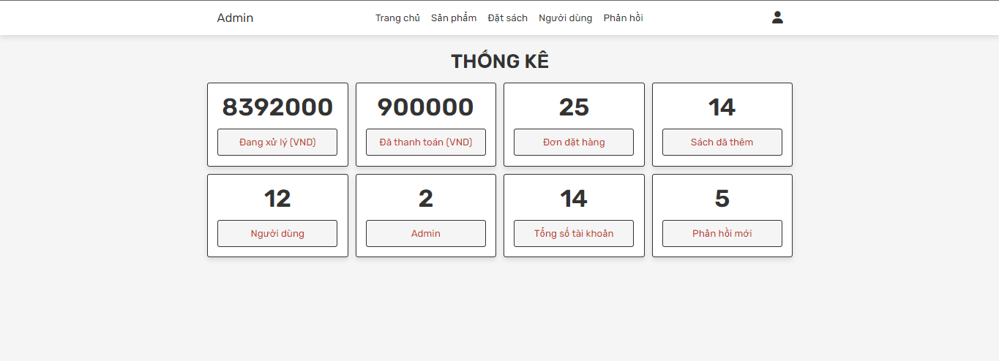 Admin Trang chủ Sản phẩm Đặt sách Người dùng Phản hồi
THỐNG KÊ
8392000 900000 25 14
Đang xử lý (VND) Đã thanh toán (VND) Đơn đặt hàng Sách đã thêm
12 2 14 5
Người dùng Admin Tổng số tài khoản Phản hồi mới